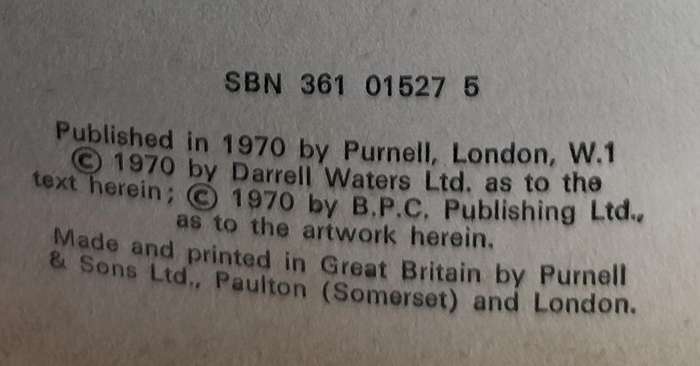 SBN 361 01527 5
Published in 1970 by Purnell, London, W.1
© 1970 by Darrell Waters Ltd. as to the
text herein; © 1970 by B.P.C. Publishing Ltd.,
as to the artwork herein.
Made and printed in Great Britain by Purnell
& Sons Ltd., Paulton (Somerset) and London.